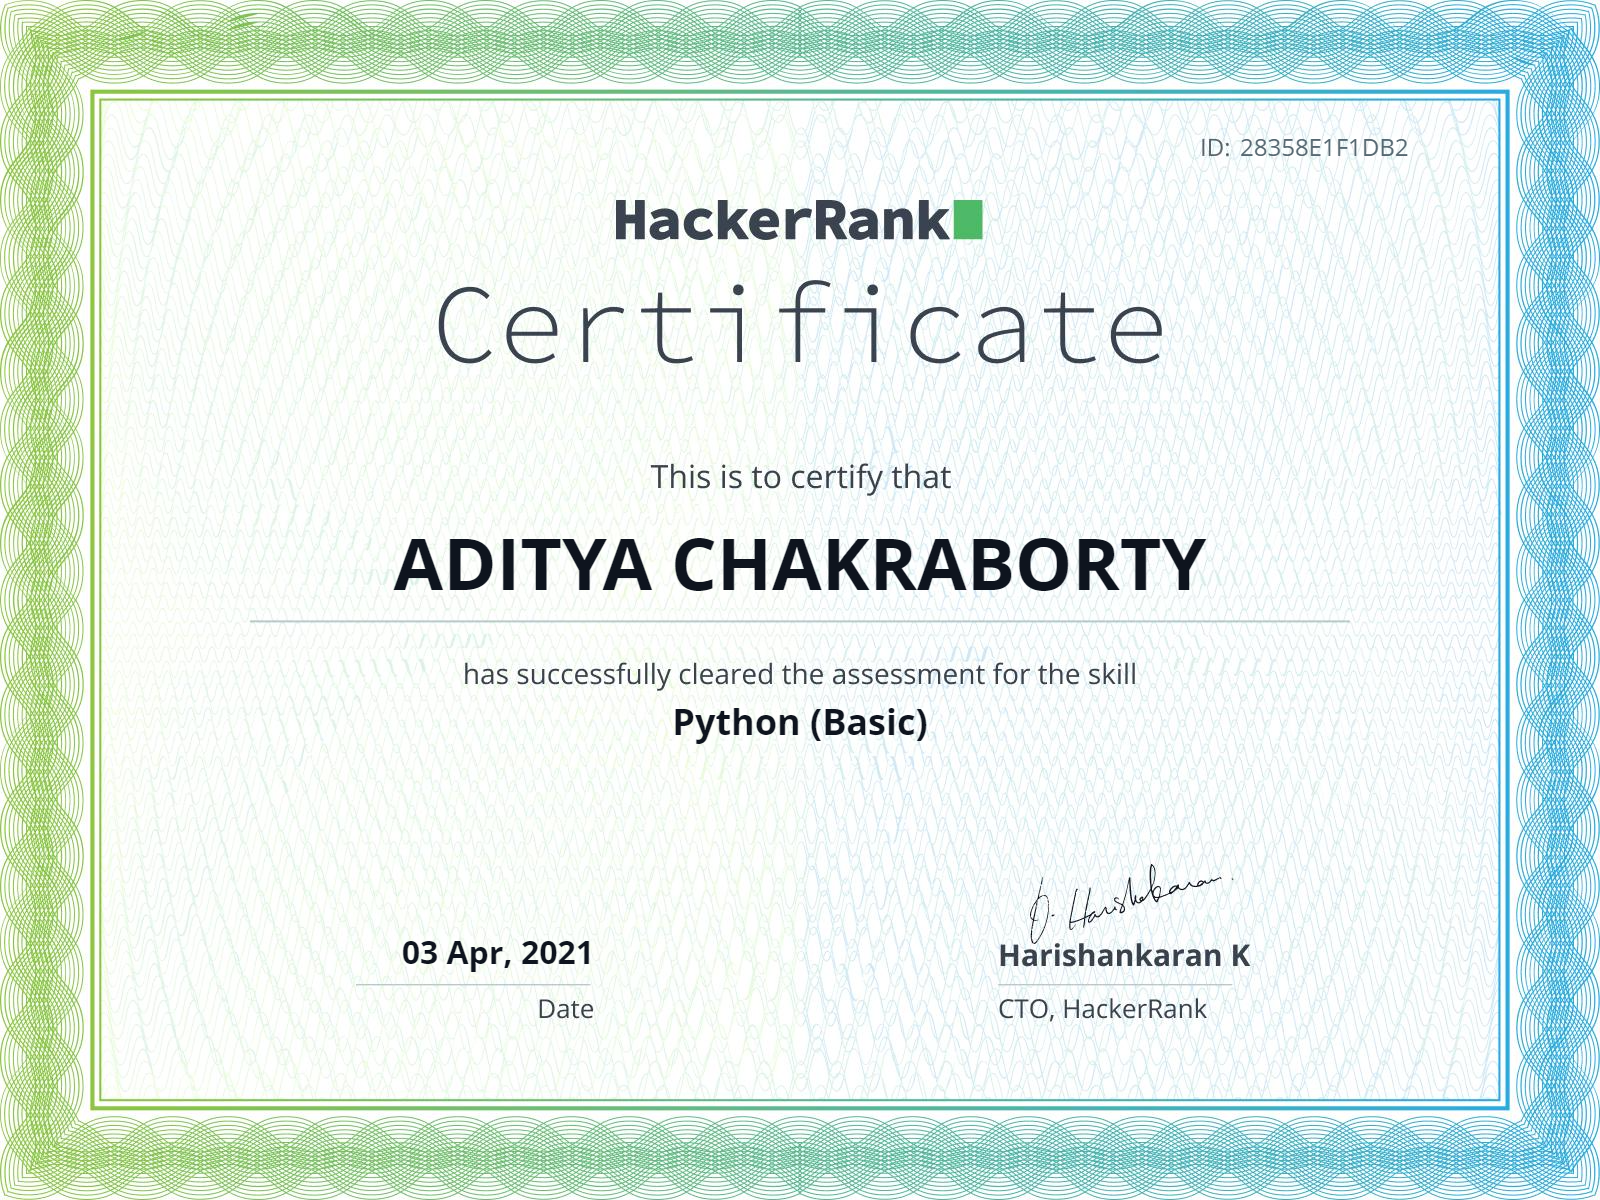 ID: 28358E1F1DB2
HackerRank
Certificate
This is to certify that
ADITYA CHAKRABORTY
has successfully cleared the assessment for the skill
Python (Basic)
J. Harishankaran
03 Apr, 2021
Harishankaran K
Date
CTO, HackerRank